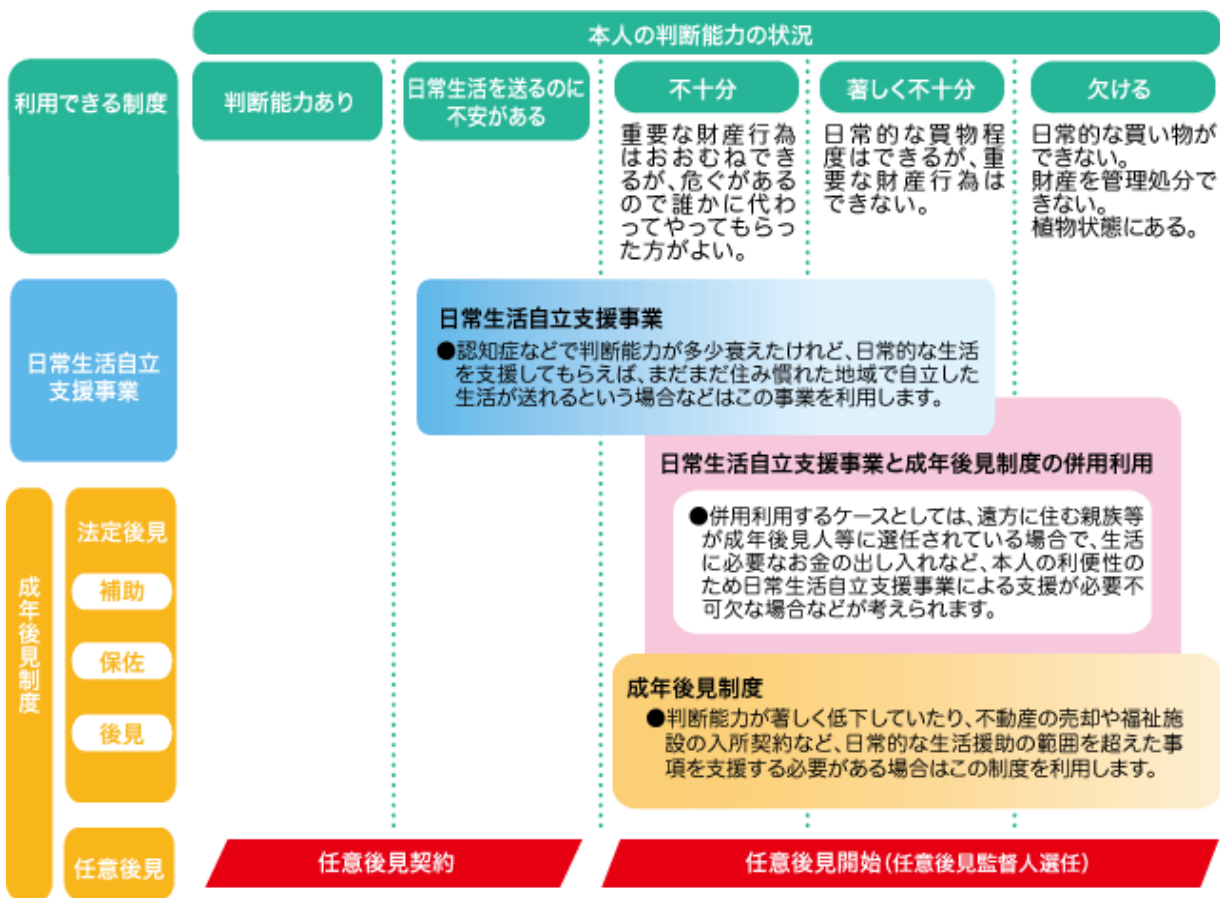 本人の判断能力の状況
利用できる制度
判断能力あり
日常生活を送るのに
不安がある
不十分
著しく不十分
欠ける
重要な財産行為
はおおむねでき
るが、危ぐがある
ので誰かに代わ
ってやってもらっ
た方がよい。
日常的な買物程
度はできるが、重
要な財産行為は
できない。
日常的な買い物が
できない。
財産を管理処分で
きない。
植物状態にある。
日常生活自立
支援事業
日常生活自立支援事業
●認知症などで判断能力が多少衰えたけれど、日常的な生活
を支援してもらえば、まだまだ住み慣れた地域で自立した
生活が送れるという場合などはこの事業を利用します。
日常生活自立支援事業と成年後見制度の併用利用
●併用利用するケースとしては、遠方に住む親族等
が成年後見人等に選任されている場合で、生活
に必要なお金の出し入れなど、本人の利便性の
ため日常生活自立支援事業による支援が必要不
可欠な場合などが考えられます。
成年後見制度
法定後見
補助
保佐
後見
成年後見制度
●判断能力が著しく低下していたり、不動産の売却や福祉施
設の入所契約など、日常的な生活援助の範囲を超えた事
項を支援する必要がある場合はこの制度を利用します。
任意後見
任意後見契約
任意後見開始(任意後見監督人選任)